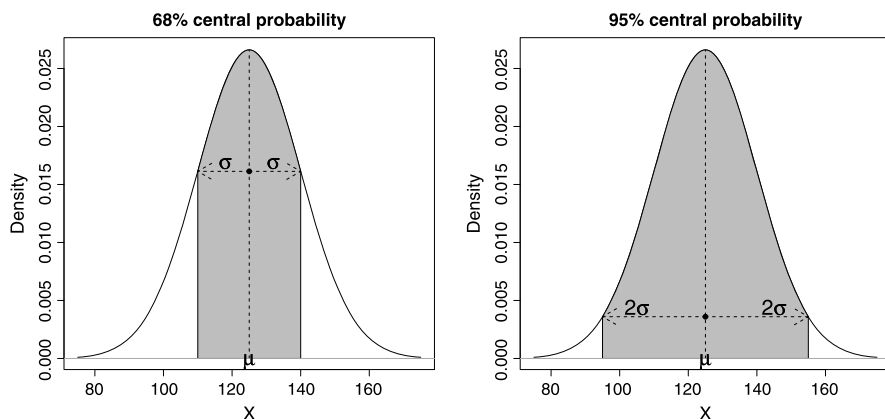 68% central probability
Density
0.025
0.020
0.015
0.010
0.005
0.000
σ σ
μ
80 100 120 140 160
X
95% central probability
Density
0.025
0.020
0.015
0.010
0.005
0.000
2σ 2σ
μ
80 100 120 140 160
X